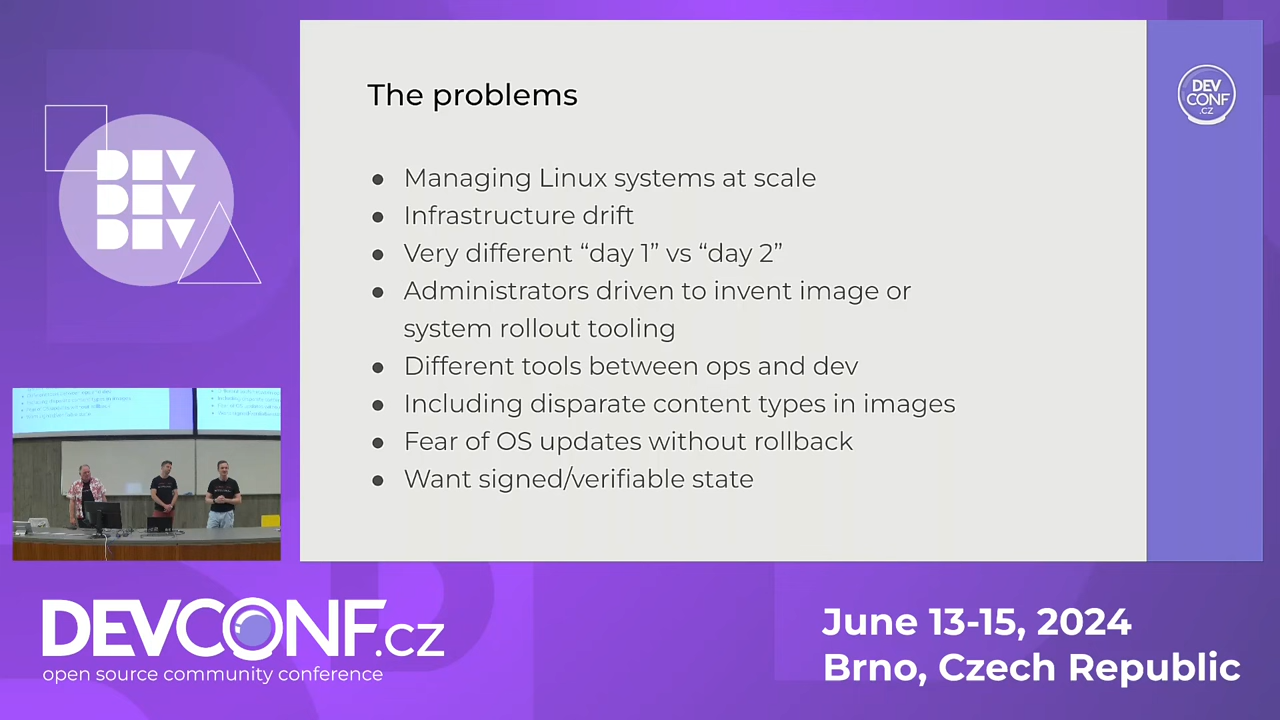 DEV
DEV
DEV
The problems
● Managing Linux systems at scale
● Infrastructure drift
● Very different “day 1” vs “day 2”
● Administrators driven to invent image or
system rollout tooling
● Different tools between ops and dev
● Including disparate content types in images
● Fear of OS updates without rollback
● Want signed/verifiable state
DEV
CONF
.CZ
DEVCONF.cz
open source community conference
June 13-15, 2024
Brno, Czech Republic